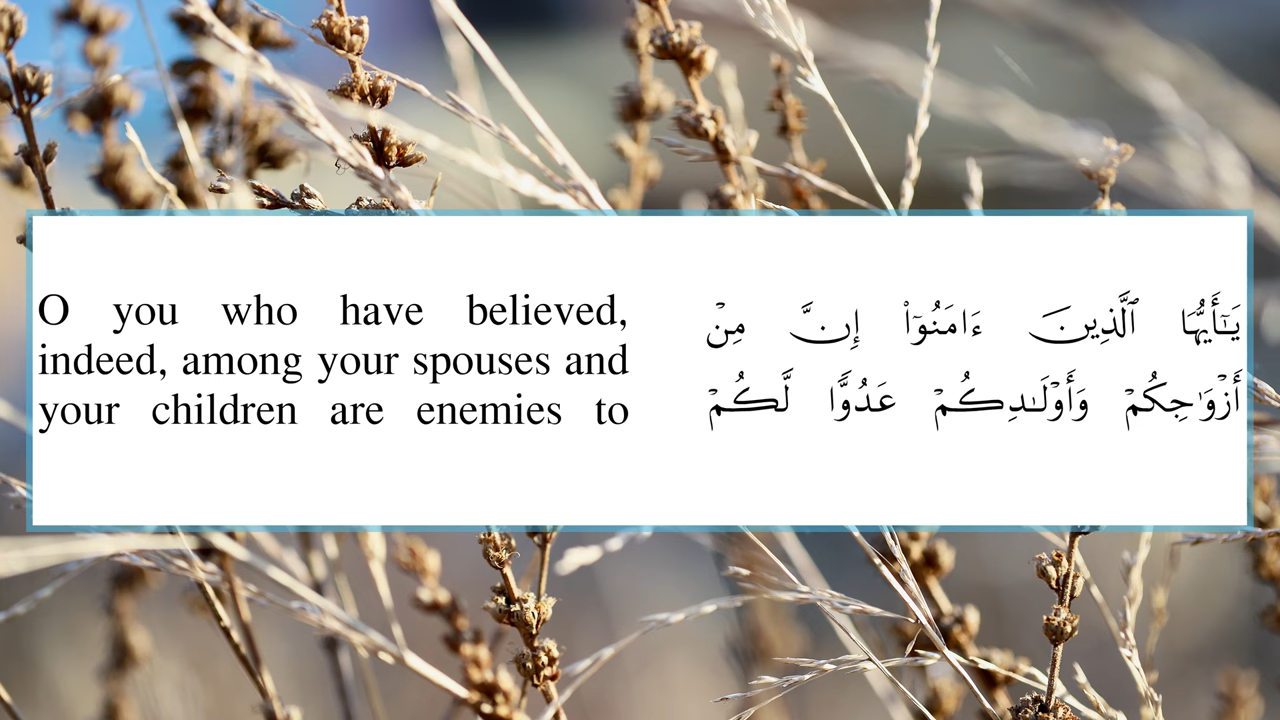 O you who have believed,
indeed, among your spouses and
your children are enemies to
يَـٰٓأَيُّهَا ٱلَّذِينَ ءَامَنُوٓا۟ إِنَّ مِنْ
أَزْوَٰجِكُمْ وَأَوْلَـٰدِكُمْ عَدُوًّا لَّكُمْ